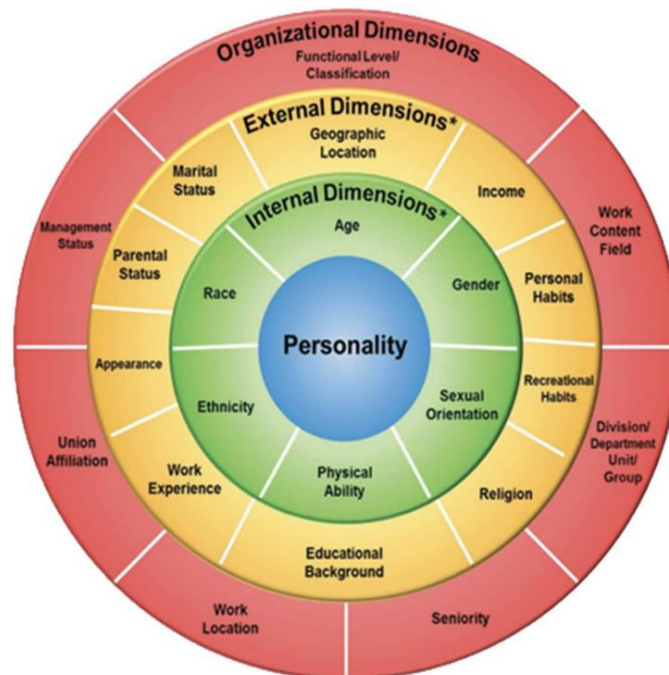 Organizational Dimensions
Functional Level/
Classification
Work
Content
Field
Division/
Department
Unit/
Group
Seniority
Work
Location
Union
Affiliation
Management
Status
External Dimensions*
Geographic
Location
Income
Personal
Habits
Recreational
Habits
Religion
Educational
Background
Work
Experience
Appearance
Parental
Status
Marital
Status
Internal Dimensions*
Age
Gender
Sexual
Orientation
Physical
Ability
Ethnicity
Race
Personality